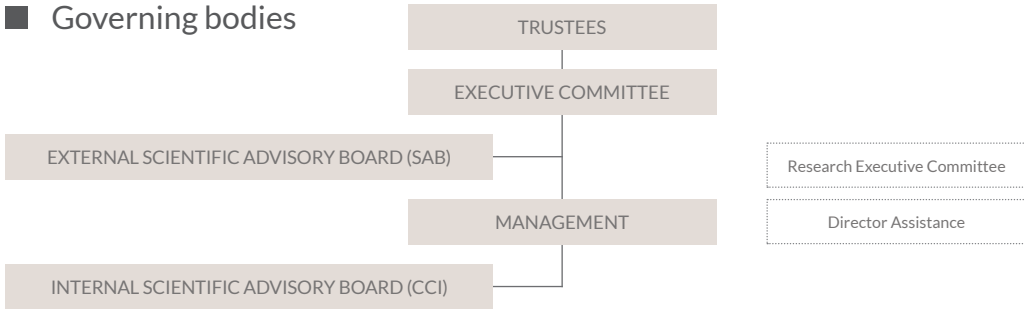 Governing bodies
TRUSTEES
EXECUTIVE COMMITTEE
EXTERNAL SCIENTIFIC ADVISORY BOARD (SAB)
Research Executive Committee
MANAGEMENT
Director Assistance
INTERNAL SCIENTIFIC ADVISORY BOARD (CCI)